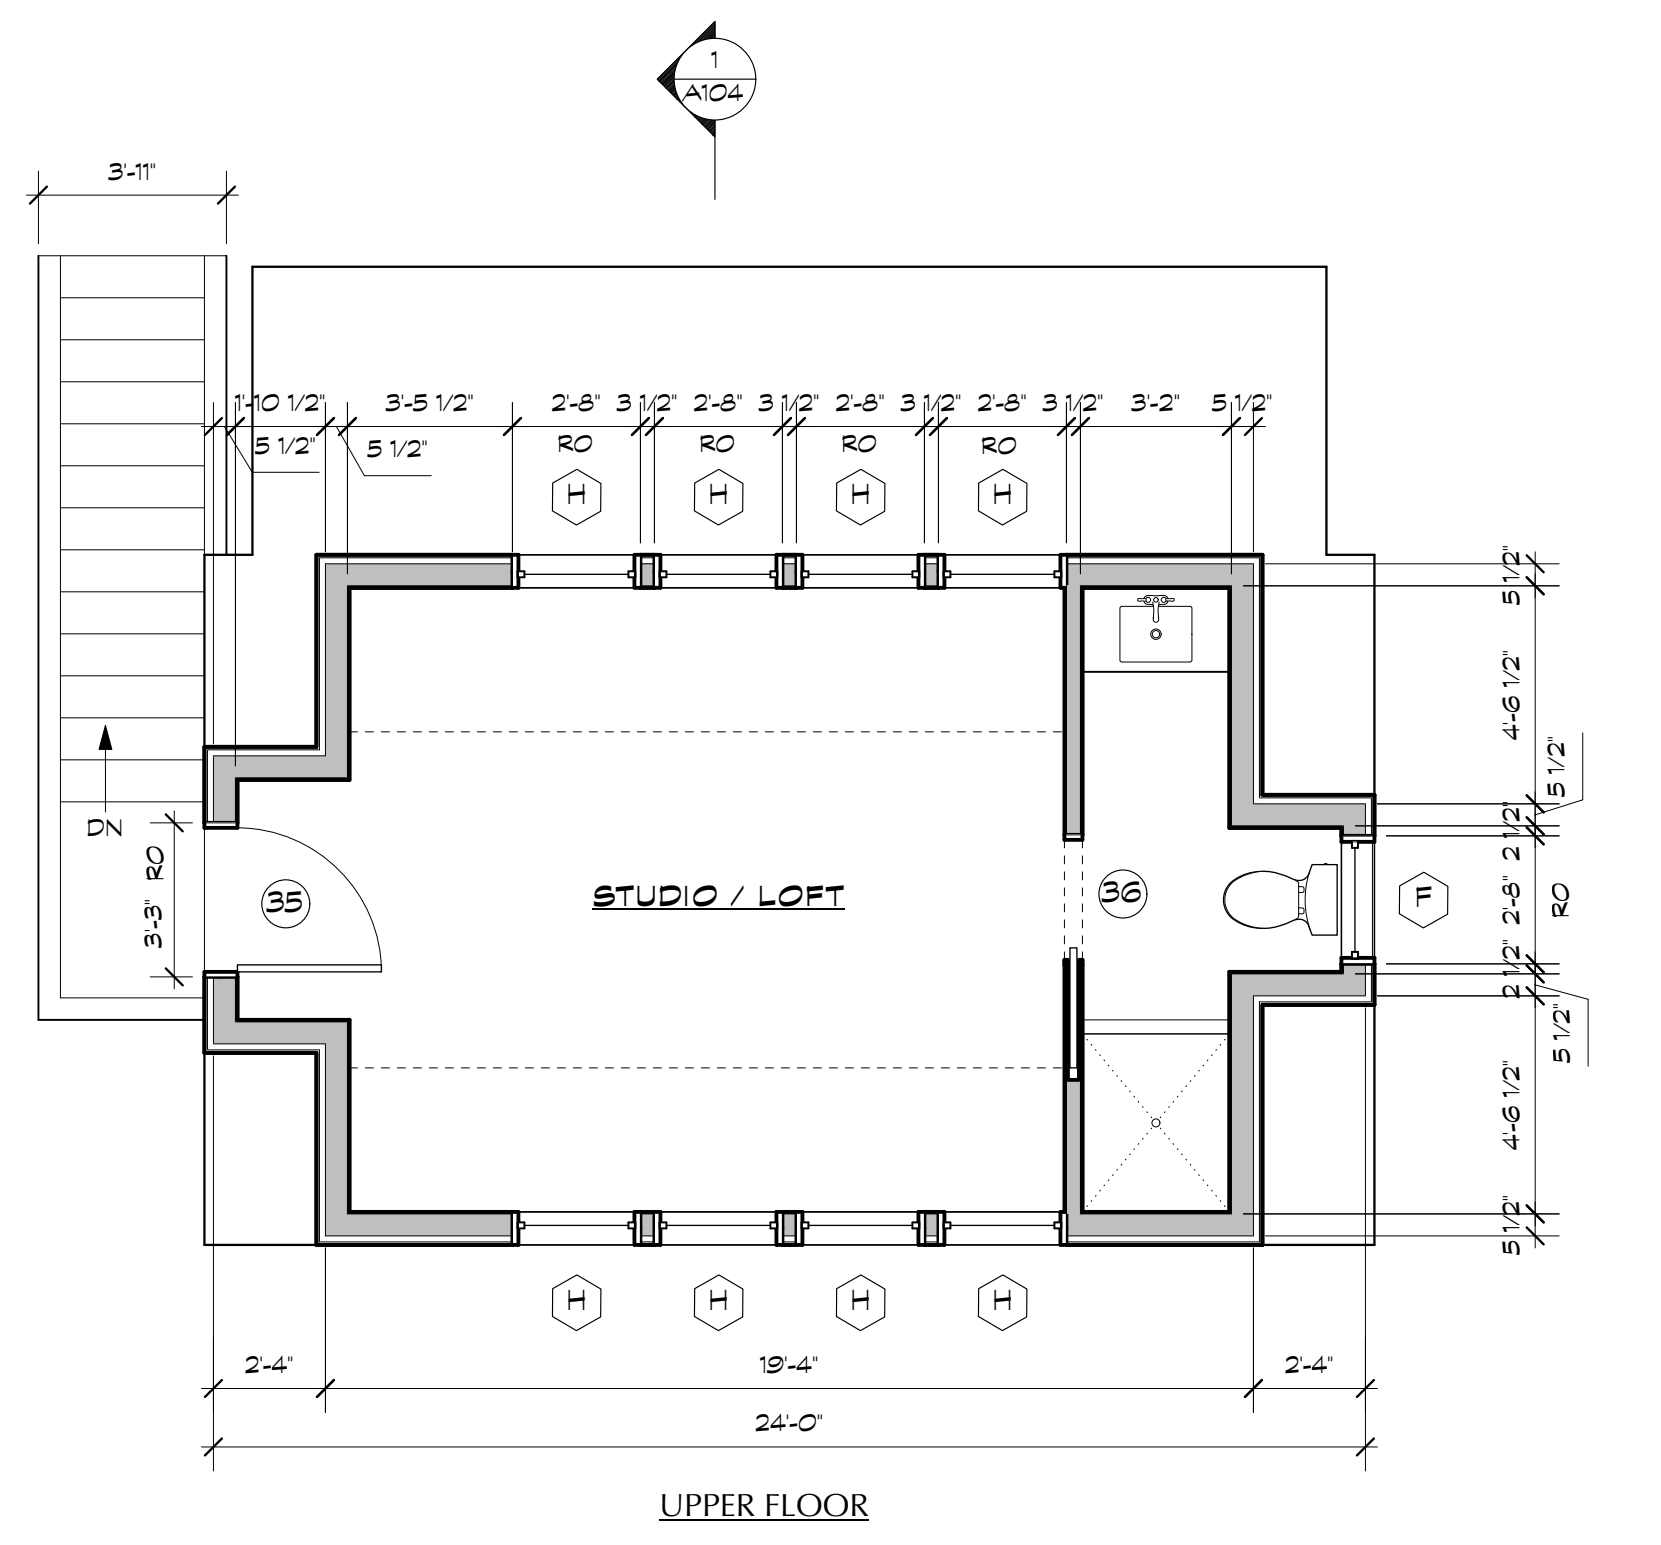 1
A104
3'-11"
1'-10 1/2" 3'-5 1/2" 2'-8" 3 1/2" 2'-8" 3 1/2" 2'-8" 3 1/2" 2'-8" 3 1/2" 3'-2" 5 1/2"
5 1/2" 5 1/2" RO RO RO RO
H H H H
5 1/2"
4'-6 1/2"
5 1/2"
DN
3'-3" RO
35
STUDIO / LOFT
36
F
2 1/2"
2'-8"
RO
2 1/2"
5 1/2"
4'-6 1/2"
5 1/2"
H H H H
2'-4" 19'-4" 2'-4"
24'-0"
UPPER FLOOR